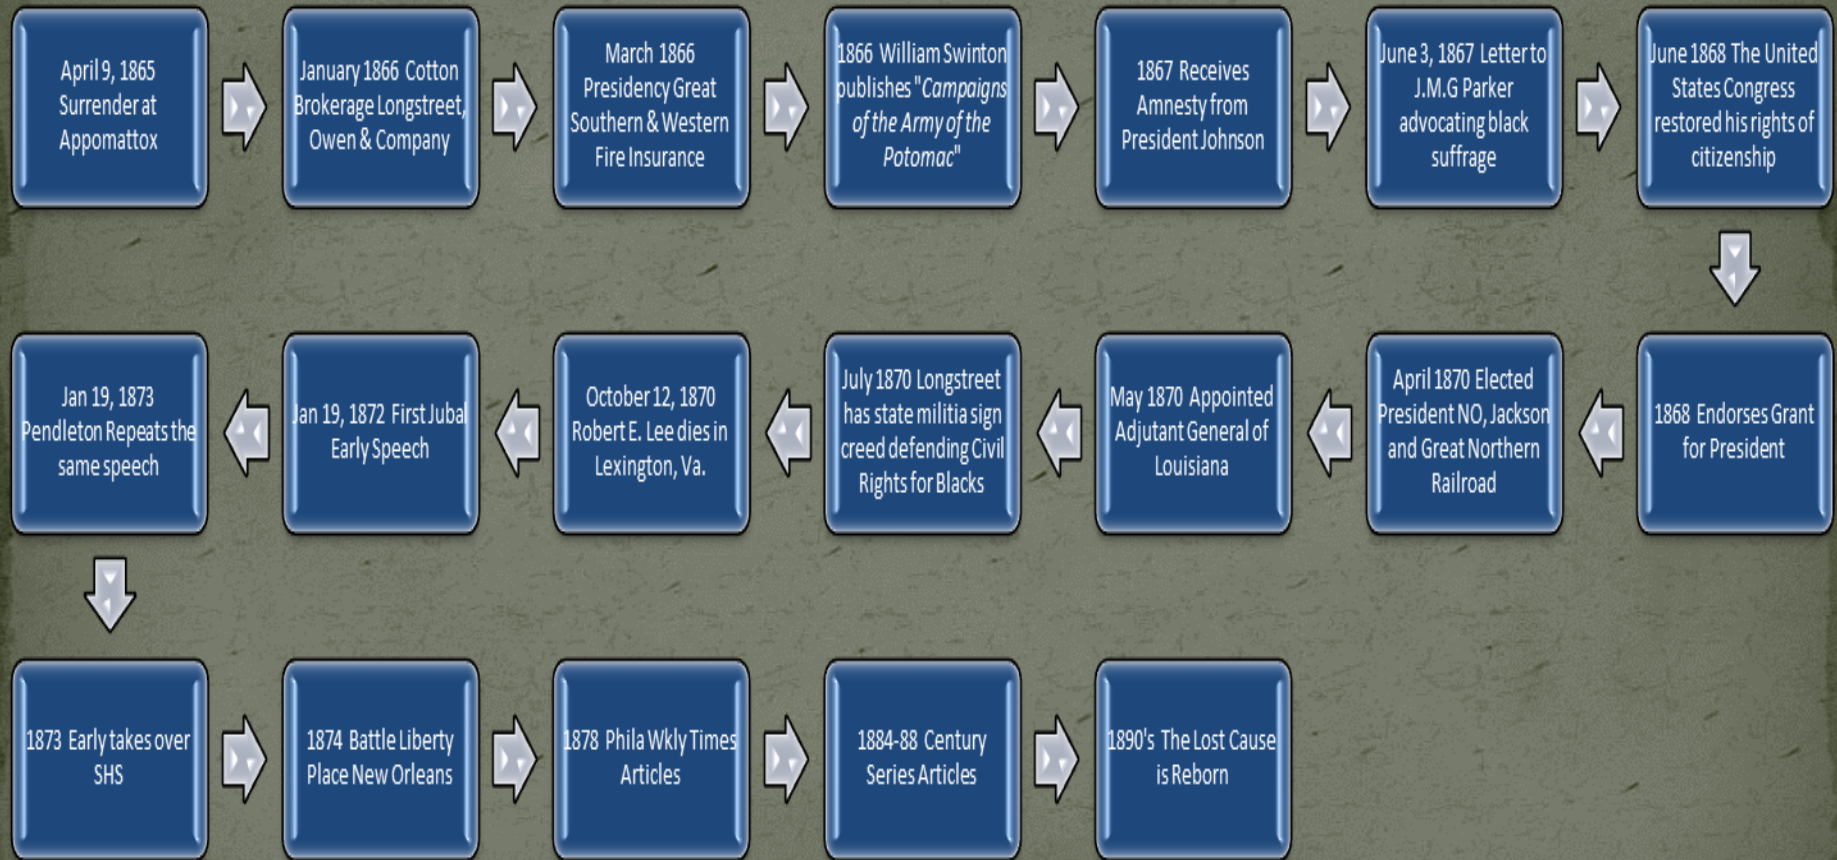 April 9, 1865
Surrender at
Appomattox
January 1866 Cotton
Brokerage Longstreet,
Owen & Company
March 1866
Presidency Great
Southern & Western
Fire Insurance
1866 William Swinton
publishes "Campaigns
of the Army of the
Potomac"
1867 Receives
Amnesty from
President Johnson
June 3, 1867 Letter to
J.M.G Parker
advocating black
suffrage
June 1868 The United
States Congress
restored his rights of
citizenship
1868 Endorses Grant
for President
April 1870 Elected
President NO, Jackson
and Great Northern
Railroad
May 1870 Appointed
Adjutant General of
Louisiana
July 1870 Longstreet
has state militia sign
creed defending Civil
Rights for Blacks
October 12, 1870
Robert E. Lee dies in
Lexington, Va.
Jan 19, 1872 First Jubal
Early Speech
Jan 19, 1873
Pendleton Repeats the
same speech
1873 Early takes over
SHS
1874 Battle Liberty
Place New Orleans
1878 Phila Wkly Times
Articles
1884-88 Century
Series Articles
1890's The Lost Cause
is Reborn